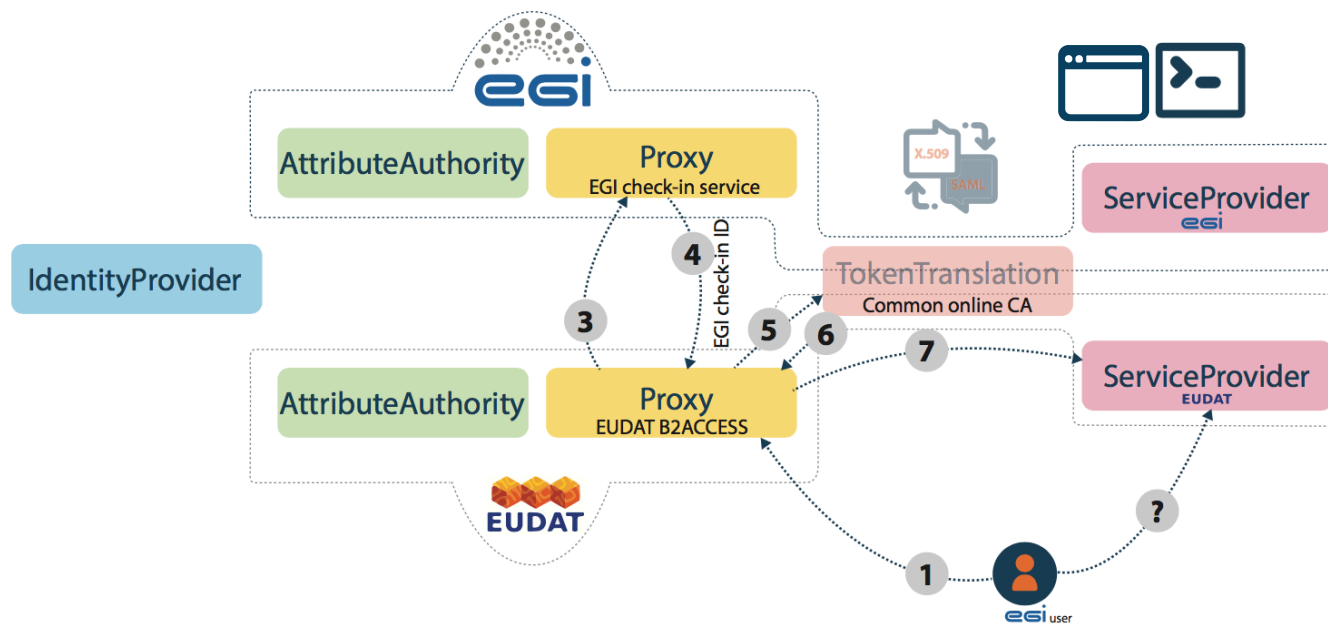 egi
AttributeAuthority
Proxy
EGI check-in service
X.509
SAML
>_
ServiceProvider
egi
4
EGI check-in ID
IdentityProvider
TokenTranslation
Common online CA
3
5
6
7
AttributeAuthority
Proxy
EUDAT B2ACCESS
ServiceProvider
EUDAT
EUDAT
?
1
egi user